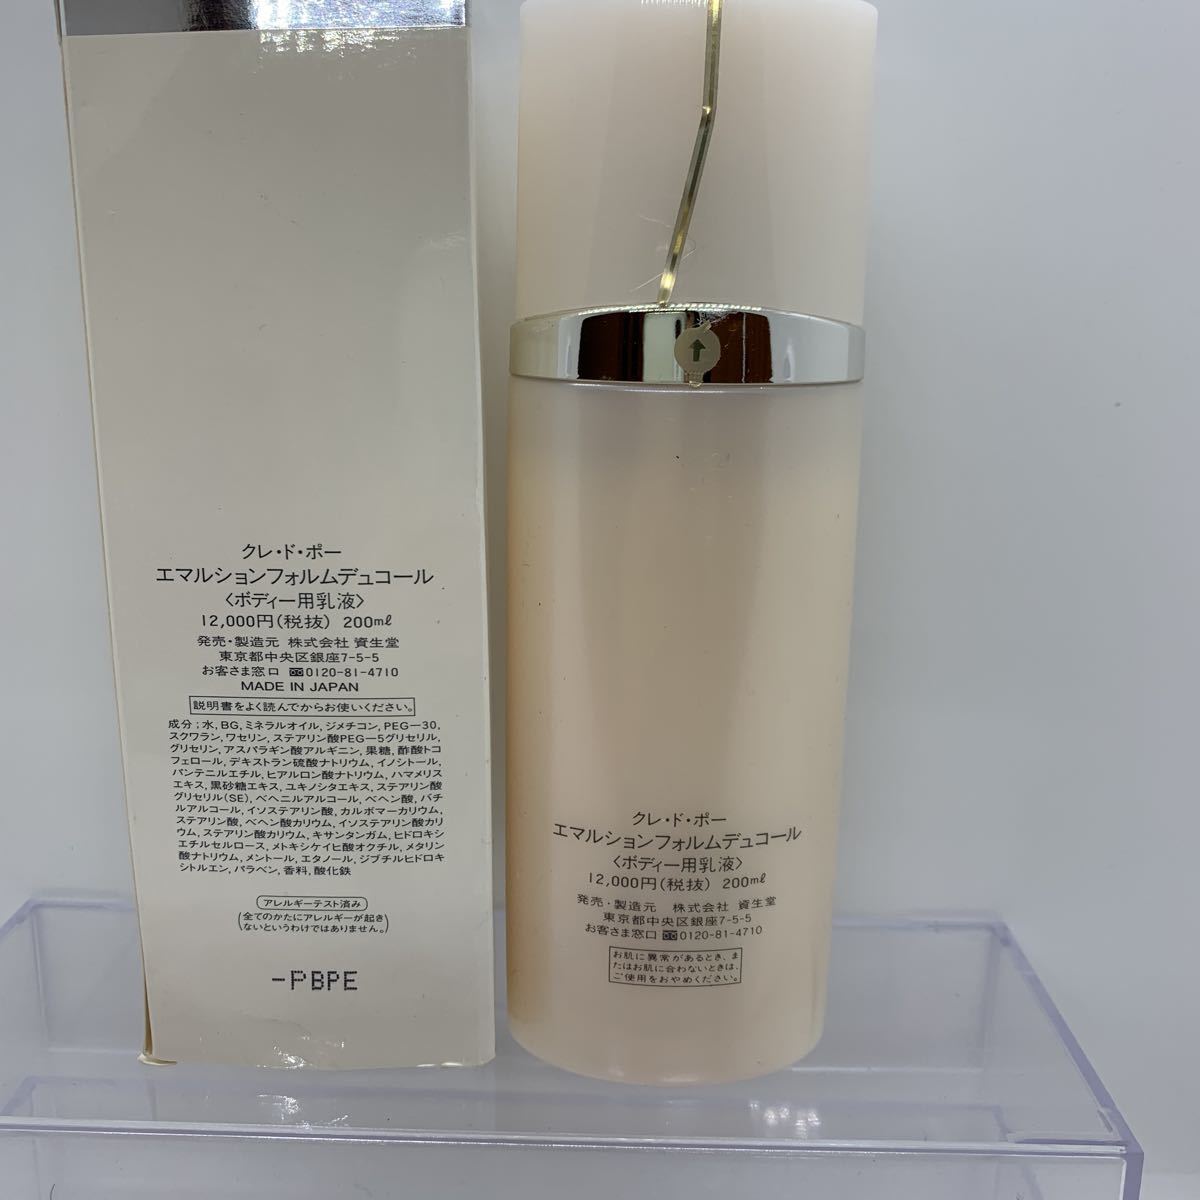 クレ・ド・ポー
エマルションフォルムデュコール
〈ボディー用乳液〉
12,000円(税抜) 200mℓ
発売・製造元 株式会社 資生堂
東京都中央区銀座7-5-5
お客さま窓口 0120-81-4710
MADE IN JAPAN
説明書をよく読んでからお使いください。
成分;水,BG,ミネラルオイル,ジメチコン,PEG-30,
スクワラン,ワセリン,ステアリン酸PEG-5グリセリル,
グリセリン,アスパラギン酸アルギニン,果糖,酢酸トコ
フェロール,デキストラン硫酸ナトリウム,イノシトール,
パンテニルエチル,ヒアルロン酸ナトリウム,ハマメリス
エキス,黒砂糖エキス,ユキノシタエキス,ステアリン酸
グリセリル(SE),ベヘニルアルコール,ベヘン酸,バチ
ルアルコール,イソステアリン酸,カルボマーカリウム,
ステアリン酸,ベヘン酸カリウム,イソステアリン酸カリ
ウム,ステアリン酸カリウム,キサンタンガム,ヒドロキシ
エチルセルロース,メトキシケイヒ酸オクチル,メタリン
酸ナトリウム,メントール,エタノール,ジブチルヒドロキ
シトルエン,パラベン,香料,酸化鉄
アレルギーテスト済み
(全てのかたにアレルギーが起き
ないというわけではありません。)
-PBPE
クレ・ド・ポー
エマルションフォルムデュコール
〈ボディー用乳液〉
12,000円(税抜) 200mℓ
発売・製造元 株式会社 資生堂
東京都中央区銀座7-5-5
お客さま窓口 0120-81-4710
お肌に異常があるとき、ま
たはお肌に合わないときは、
ご使用をおやめください。